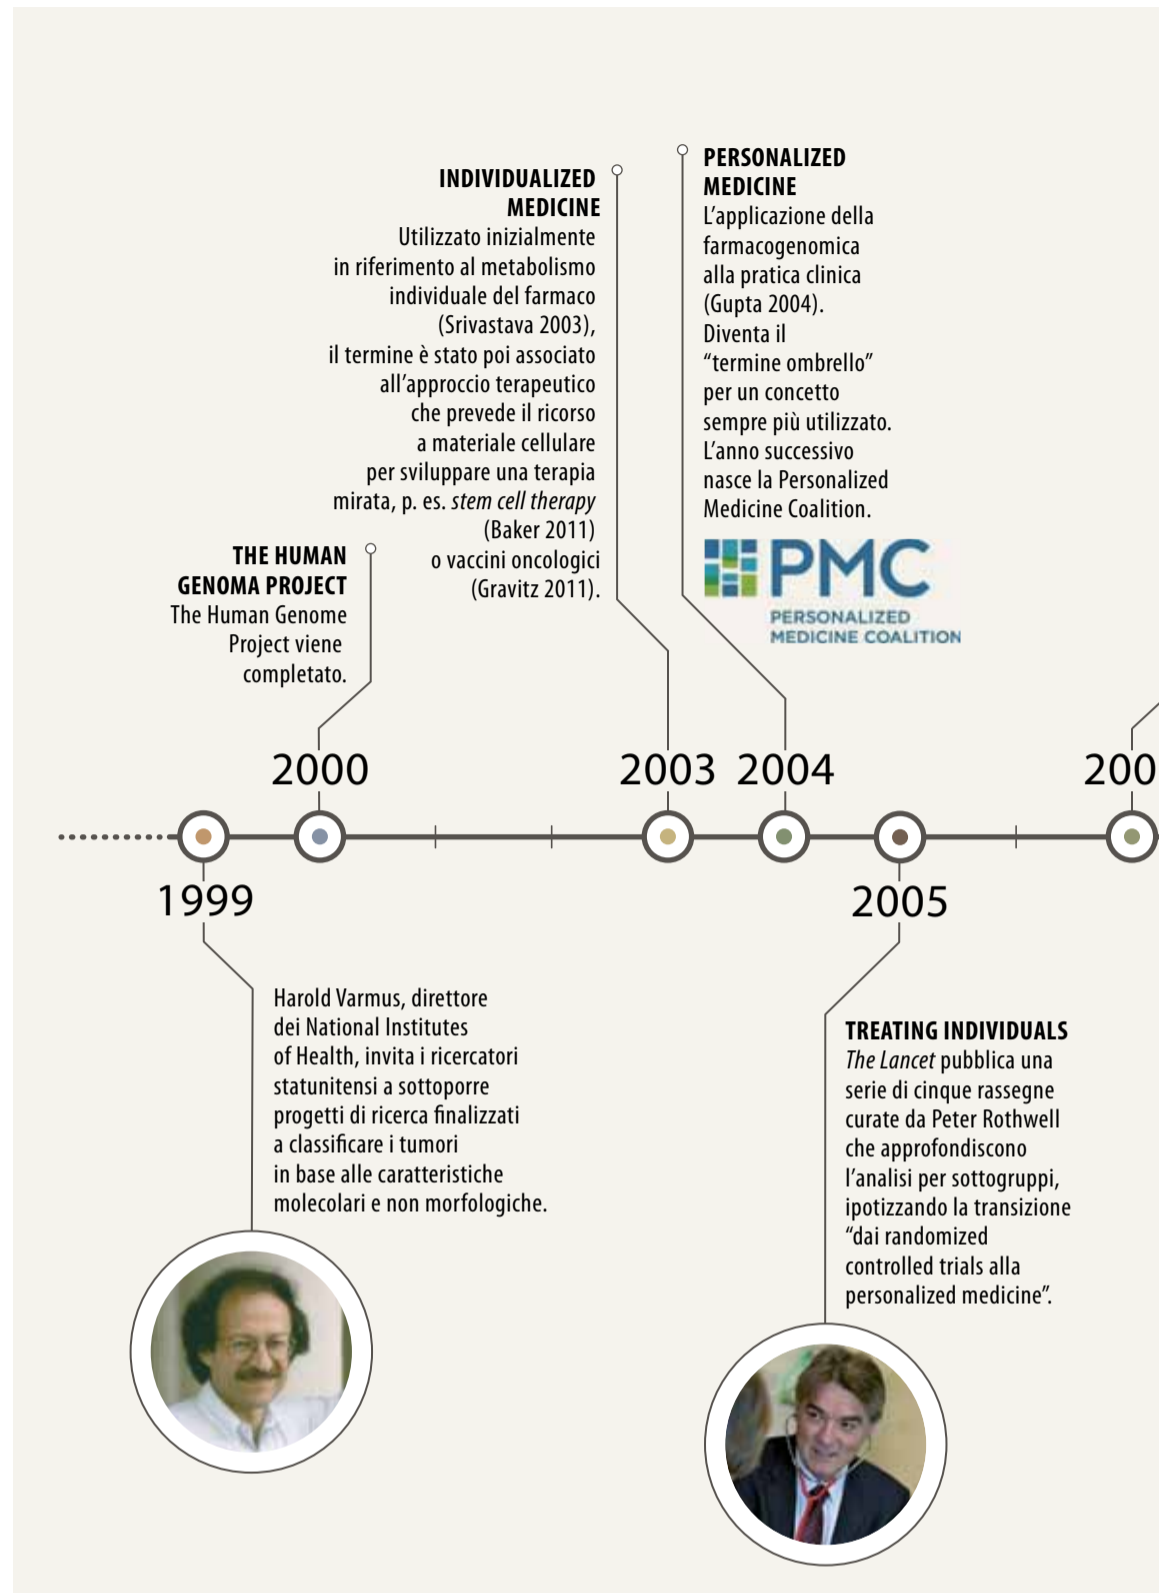 INDIVIDUALIZED
MEDICINE
Utilizzato inizialmente
in riferimento al metabolismo
individuale del farmaco
(Srivastava 2003),
il termine è stato poi associato
all’approccio terapeutico
che prevede il ricorso
a materiale cellulare
per sviluppare una terapia
mirata, p. es. stem cell therapy
(Baker 2011)
o vaccini oncologici
(Gravitz 2011).
PERSONALIZED
MEDICINE
L’applicazione della
farmacogenomica
alla pratica clinica
(Gupta 2004).
Diventa il
“termine ombrello”
per un concetto
sempre più utilizzato.
L’anno successivo
nasce la Personalized
Medicine Coalition.
PMC
PERSONALIZED
MEDICINE COALITION
THE HUMAN
GENOMA PROJECT
The Human Genome
Project viene
completato.
2000
2003
2004
200
1999
2005
Harold Varmus, direttore
dei National Institutes
of Health, invita i ricercatori
statunitensi a sottoporre
progetti di ricerca finalizzati
a classificare i tumori
in base alle caratteristiche
molecolari e non morfologiche.
TREATING INDIVIDUALS
The Lancet pubblica una
serie di cinque rassegne
curate da Peter Rothwell
che approfondiscono
l’analisi per sottogruppi,
ipotizzando la transizione
“dai randomized
controlled trials alla
personalized medicine”.